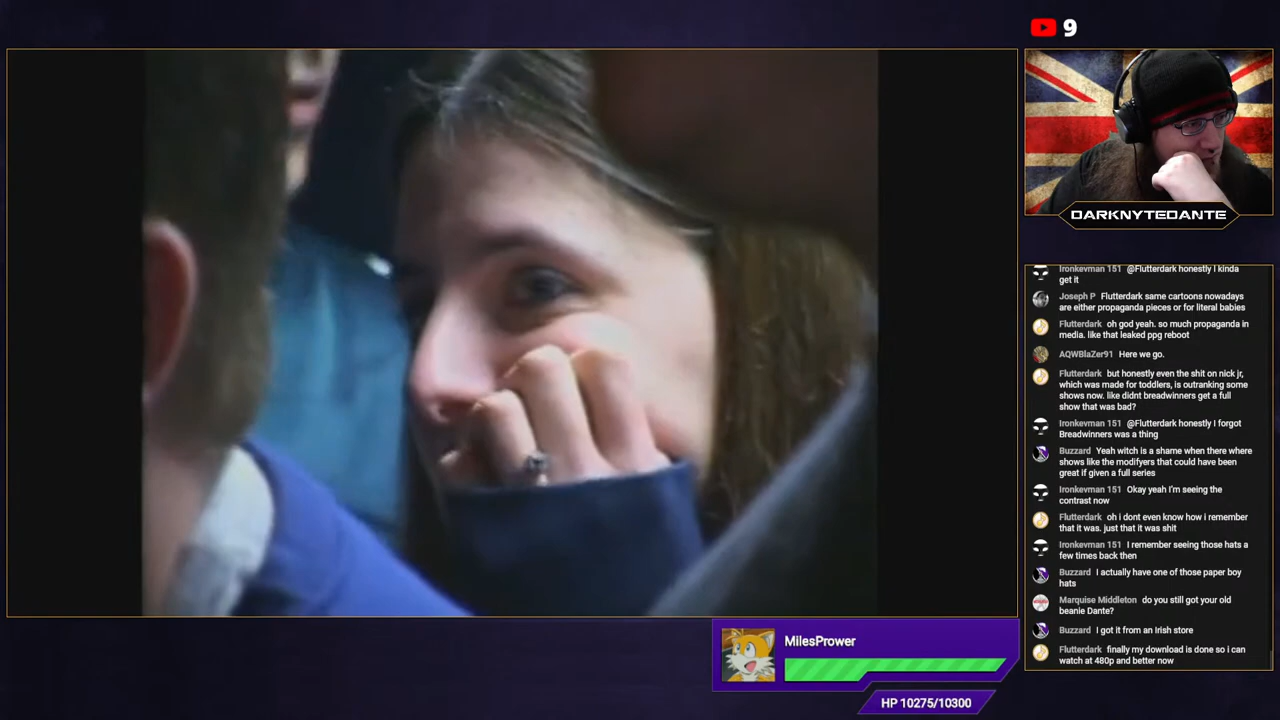 9
DARKNYTEDANTE
Ironkevman 151 @Flutterdark honestly I kinda
get it
Joseph P Flutterdark same cartoons nowadays
are either propaganda pieces or for literal babies
Flutterdark oh god yeah. so much propaganda in
media. like that leaked ppg reboot
AQWBlaZer91 Here we go.
Flutterdark but honestly even the shit on nick jr,
which was made for toddlers, is outranking some
shows now. like didnt breadwinners get a full
show that was bad?
Ironkevman 151 @Flutterdark honestly I forgot
Breadwinners was a thing
Buzzard Yeah witch is a shame when there where
shows like the modifyers that could have been
great if given a full series
Ironkevman 151 Okay yeah I'm seeing the
contrast now
Flutterdark oh i dont even know how i remember
that it was. just that it was shit
Ironkevman 151 I remember seeing those hats a
few times back then
Buzzard I actually have one of those paper boy
hats
Marquise Middleton do you still got your old
beanie Dante?
Buzzard I got it from an Irish store
Flutterdark finally my download is done so i can
watch at 480p and better now
MilesPrower
HP 10275/10300